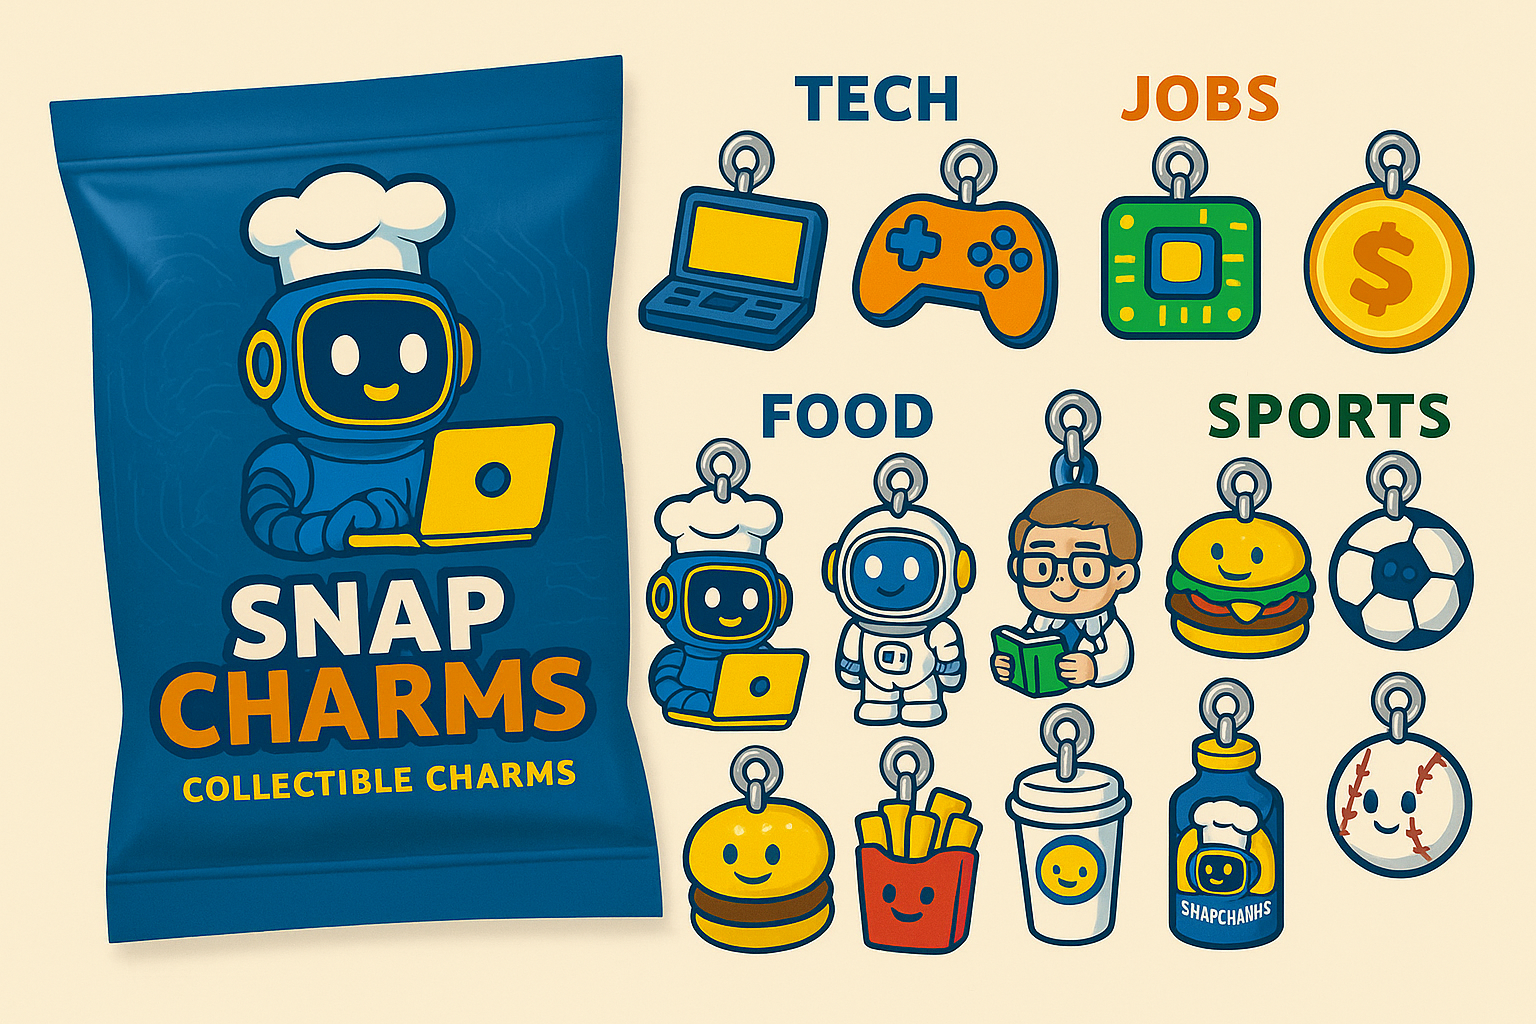 SNAP
CHARMS
COLLECTIBLE CHARMS
TECH
JOBS
$
FOOD
SPORTS
SHAPCHANHS